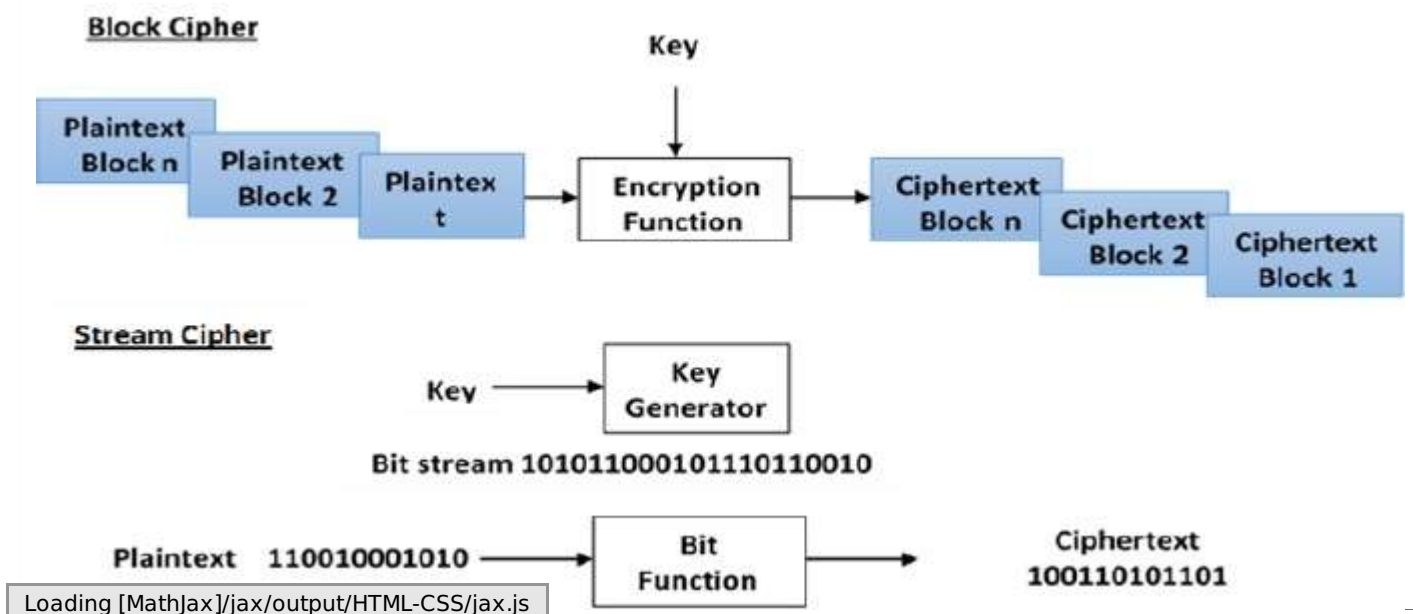 Block Cipher
Key
Plaintext
Block n
Plaintext
Block 2
Plaintex
t
Encryption
Function
Ciphertext
Block n
Ciphertext
Block 2
Ciphertext
Block 1
Stream Cipher
Key
Key
Generator
Bit stream 1010110001011101100​10
Plaintext 110010001010
Bit
Function
Ciphertext
100110101101
Loading [MathJax]/jax/output/HTML-CSS/jax.js